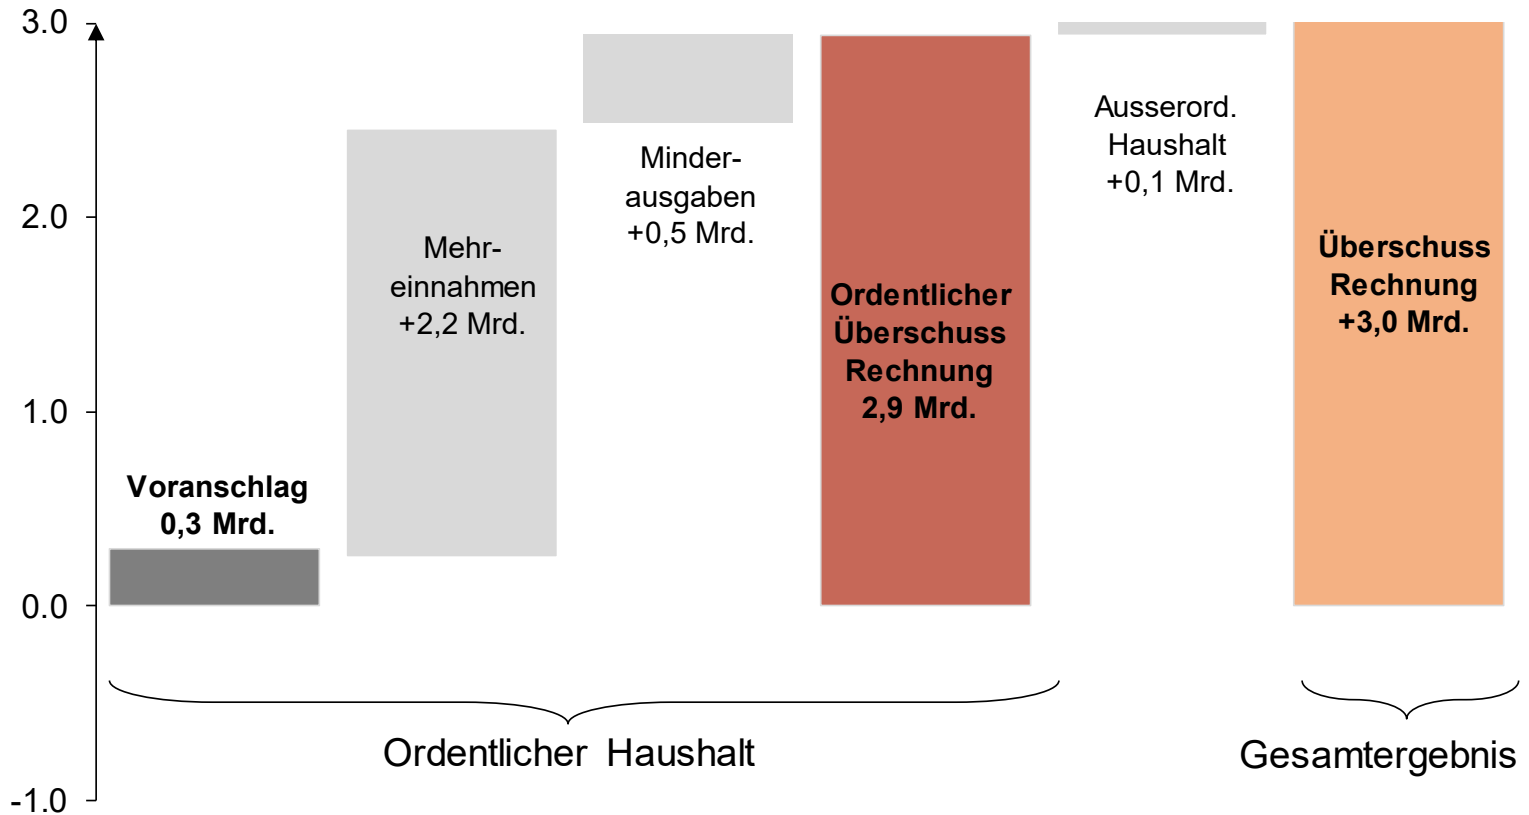 3.0
2.0
1.0
0.0
-1.0
Voranschlag
0,3 Mrd.
Mehr-
einnahmen
+2,2 Mrd.
Minder-
ausgaben
+0,5 Mrd.
Ordentlicher
Überschuss
Rechnung
2,9 Mrd.
Ausserord.
Haushalt
+0,1 Mrd.
Überschuss
Rechnung
+3,0 Mrd.
Ordentlicher Haushalt
Gesamtergebnis